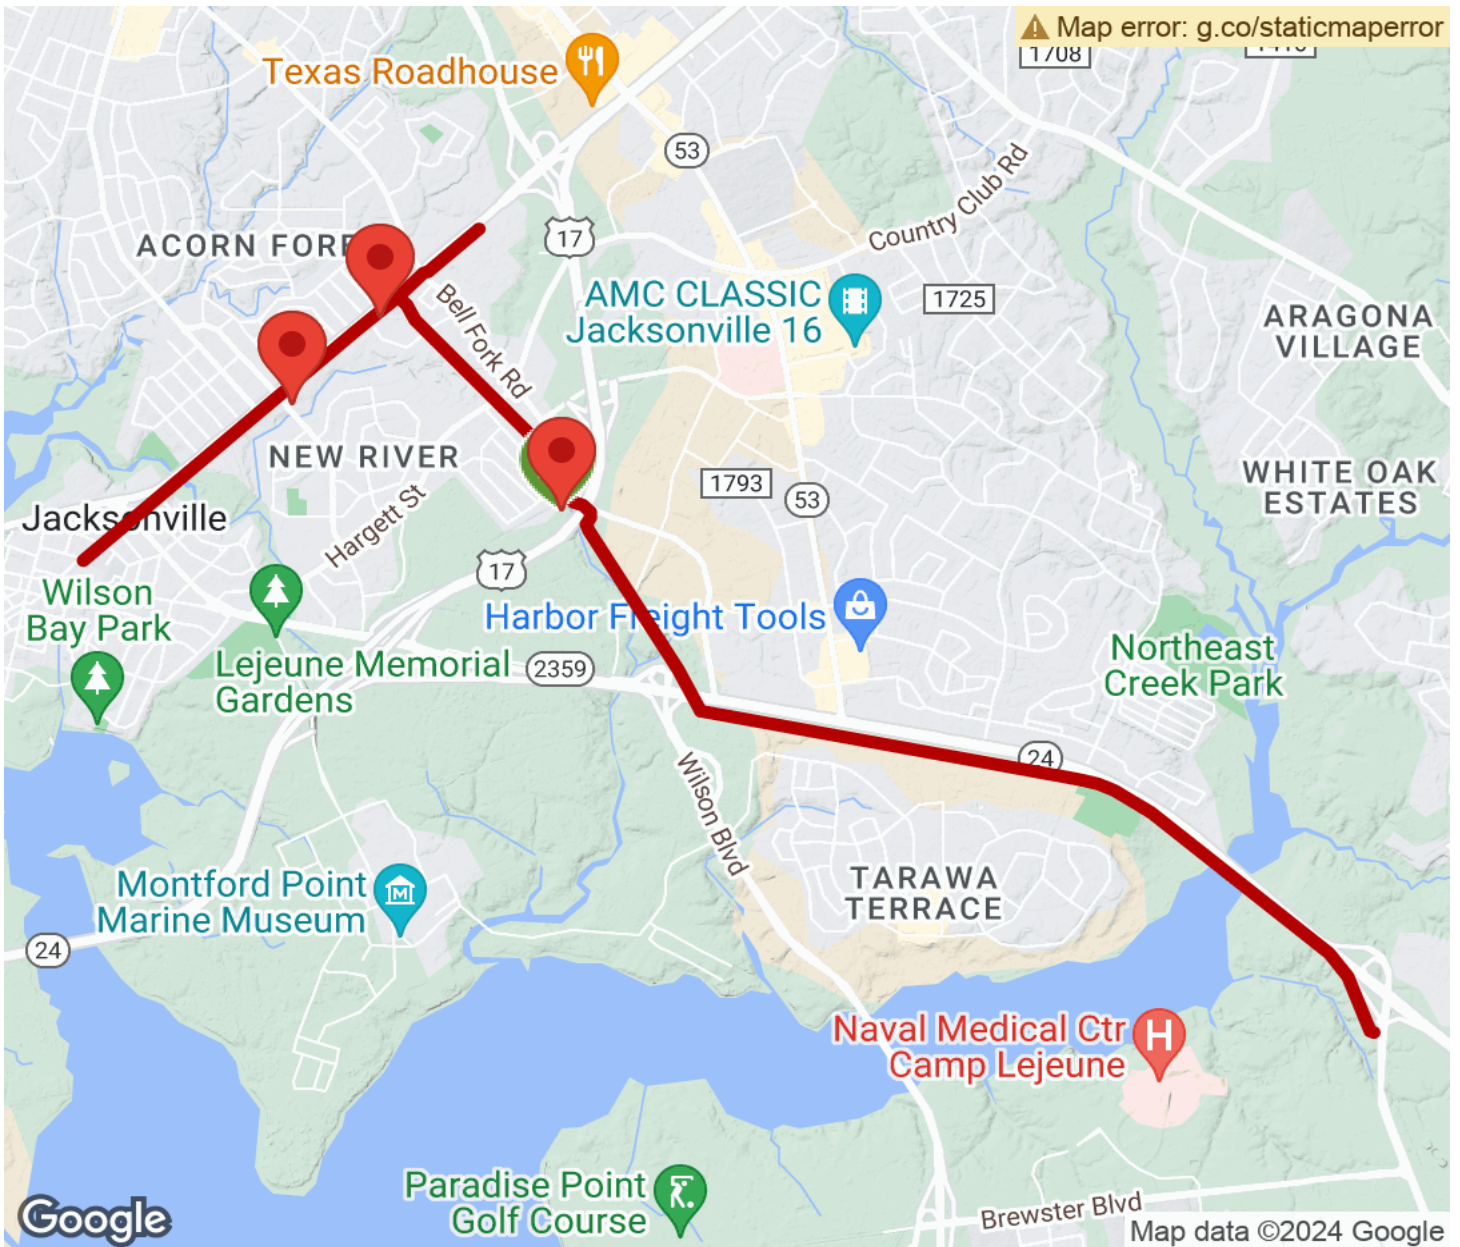 Map error: g.co/staticmaperror
1708
Texas Roadhouse
53
Country Club Rd
17
ACORN FORE
Bell Fork Rd
AMC CLASSIC
Jacksonville 16
1725
ARAGONA
VILLAGE
NEW RIVER
1793
53
WHITE OAK
ESTATES
Jacksonville
Hargett St
17
Wilson
Bay Park
Harbor Freight Tools
Lejeune Memorial
Gardens
2359
Northeast
Creek Park
24
Wilson Blvd
Montford Point
Marine Museum
M
TARAWA
TERRACE
24
Naval Medical Ctr
Camp Lejeune
H
Paradise Point
Golf Course
Brewster Blvd
Google
Map data ©2024 Google